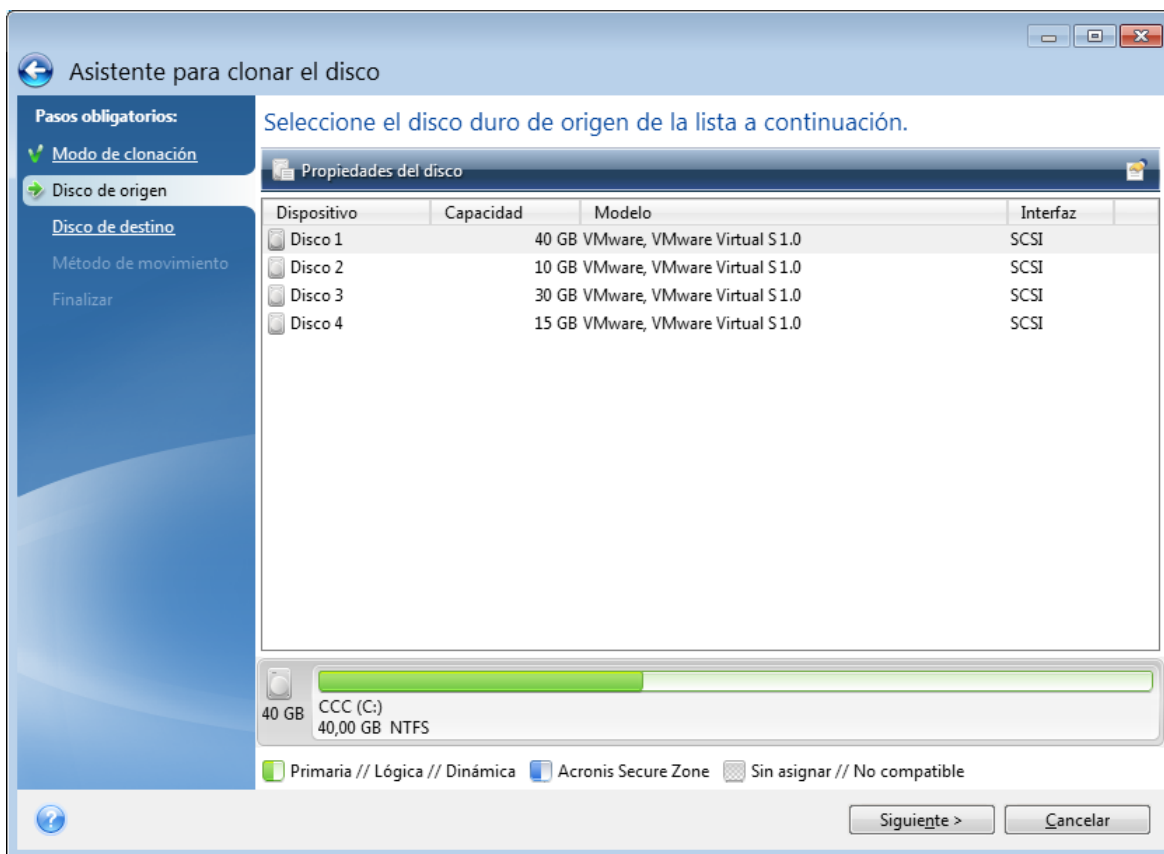 Asistente para clonar el disco
Pasos obligatorios:
Modo de clonación
Disco de origen
Disco de destino
Método de movimiento
Finalizar
Seleccione el disco duro de origen de la lista a continuación.
Propiedades del disco
Dispositivo Capacidad Modelo Interfaz
Disco 1 40 GB VMware, VMware Virtual S 1.0 SCSI
Disco 2 10 GB VMware, VMware Virtual S 1.0 SCSI
Disco 3 30 GB VMware, VMware Virtual S 1.0 SCSI
Disco 4 15 GB VMware, VMware Virtual S 1.0 SCSI
40 GB
CCC (C:)
40,00 GB NTFS
Primaria // Lógica // Dinámica Acronis Secure Zone Sin asignar // No compatible
?
Siguiente > Cancelar